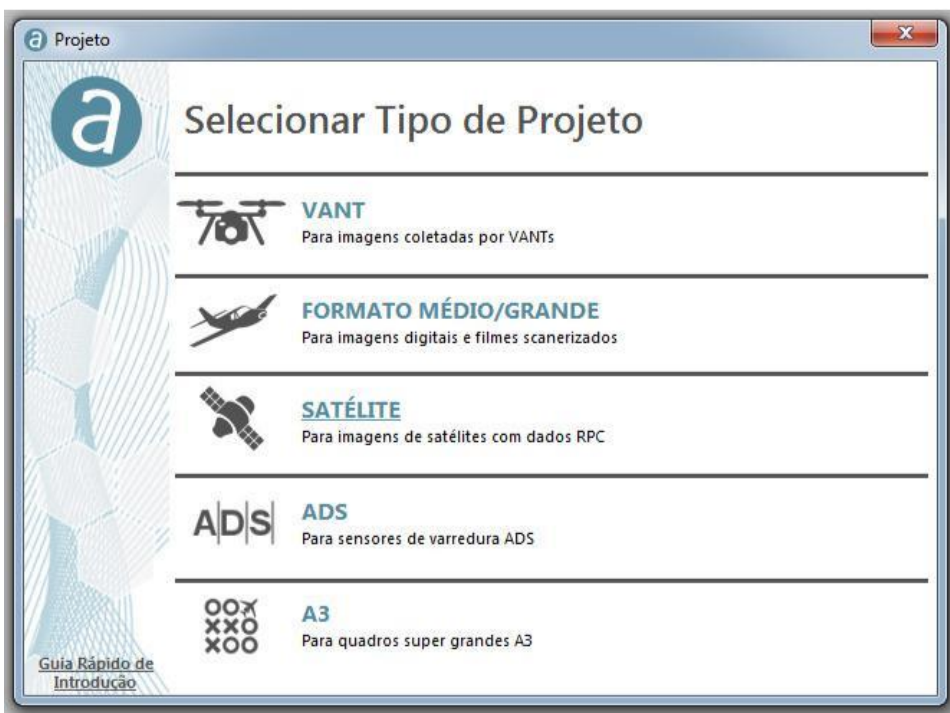 Projeto
a
Selecionar Tipo de Projeto
VANT
Para imagens coletadas por VANTs
FORMATO MÉDIO/GRANDE
Para imagens digitais e filmes scanerizados
SATÉLITE
Para imagens de satélites com dados RPC
A|D|S|
ADS
Para sensores de varredura ADS
A3
Para quadros super grandes A3
Guia Rápido de
Introdução